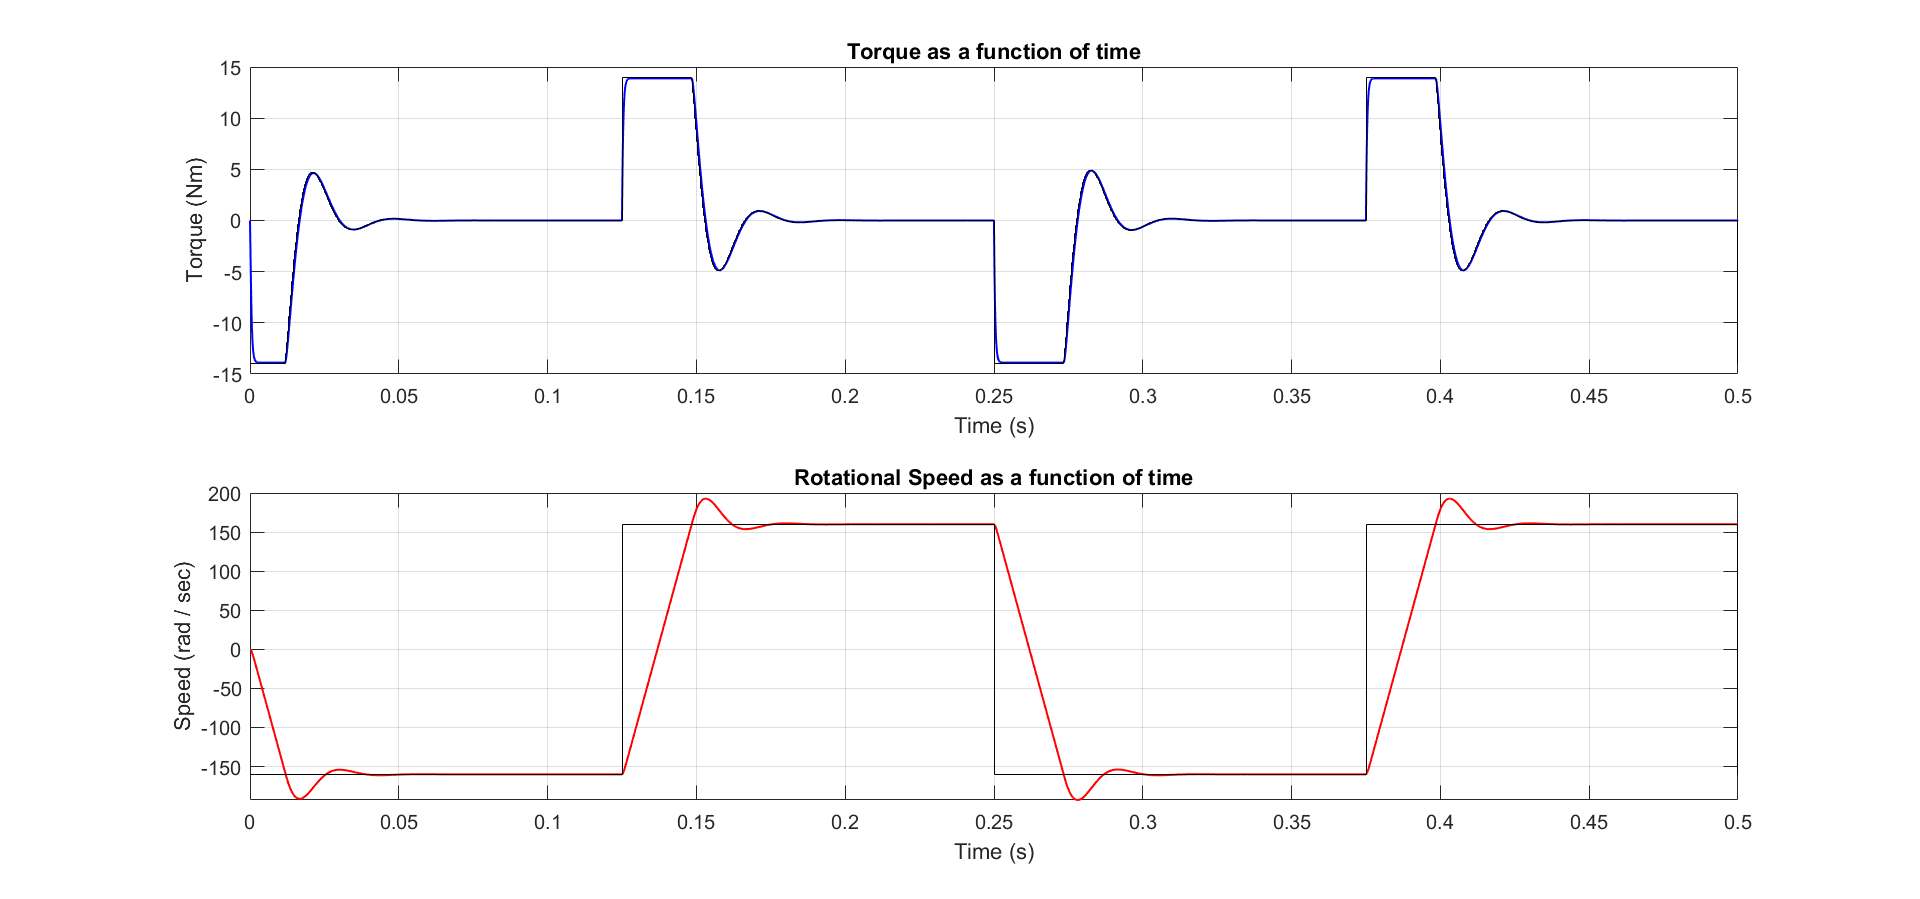 Torque as a function of time
15
10
5
0
-5
-10
-15
Torque (Nm)
0 0.05 0.1 0.15 0.2 0.25 0.3 0.35 0.4 0.45 0.5
Time (s)
Rotational Speed as a function of time
200
150
100
50
0
-50
-100
-150
Speed (rad / sec)
0 0.05 0.1 0.15 0.2 0.25 0.3 0.35 0.4 0.45 0.5
Time (s)